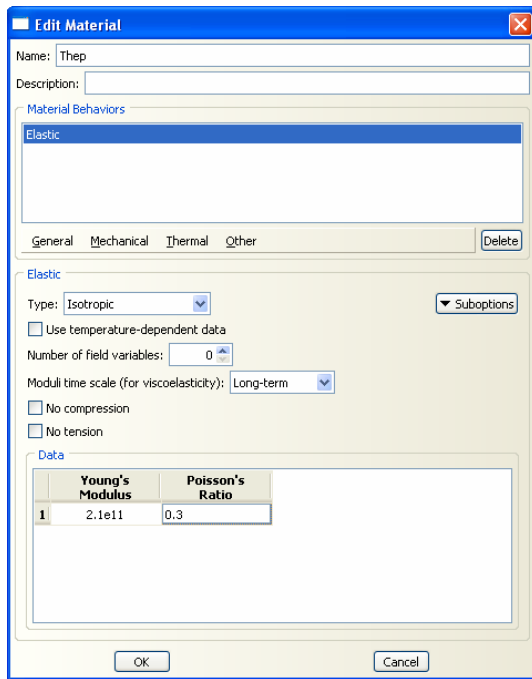 Edit Material
Name: Thep
Description:
Material Behaviors
Elastic
General Mechanical Thermal Other Delete
Elastic
Type: Isotropic Suboptions
Use temperature-dependent data
Number of field variables: 0
Moduli time scale (for viscoelasticity): Long-term
No compression
No tension
Data
Young's Poisson's
Modulus Ratio
1 2.1e11 0.3
OK Cancel